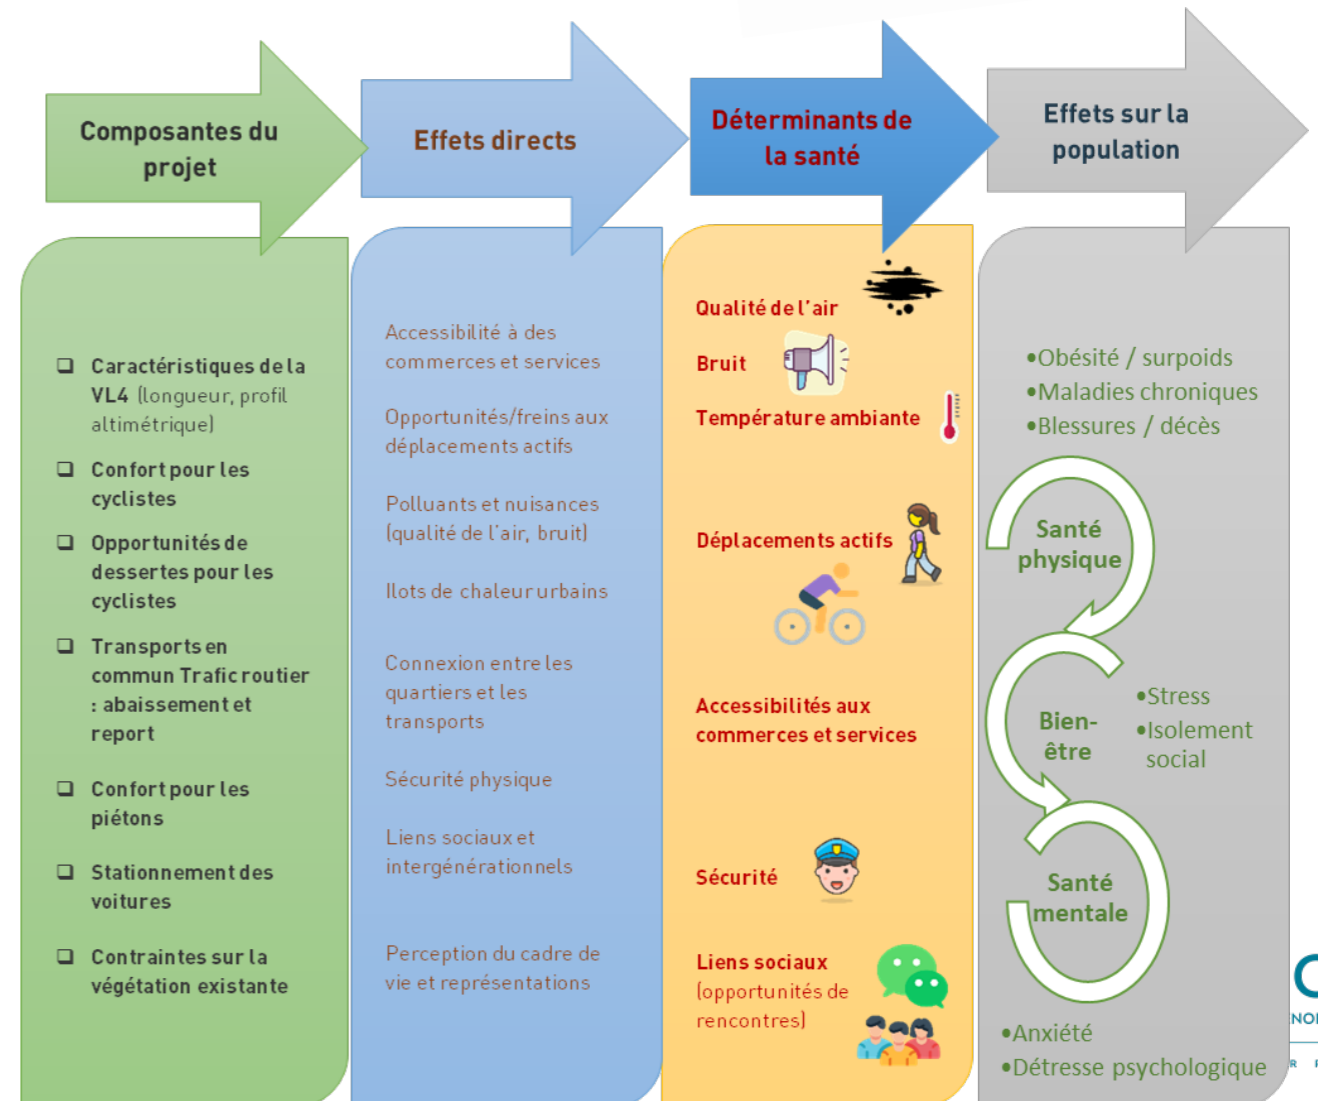 Composantes du
projet
Effets directs
Déterminants de
la santé
Effets sur la
population
❑ Caractéristiques de la
VL4 (longueur, profil
altimétrique)
❑ Confort pour les
cyclistes
❑ Opportunités de
dessertes pour les
cyclistes
❑ Transports en
commun Trafic routier
: abaissement et
report
❑ Confort pour les
piétons
❑ Stationnement des
voitures
❑ Contraintes sur la
végétation existante
Accessibilité à des
commerces et services
Opportunités/freins aux
déplacements actifs
Polluants et nuisances
(qualité de l'air, bruit)
Ilots de chaleur urbains
Connexion entre les
quartiers et les
transports
Sécurité physique
Liens sociaux et
intergénérationnels
Perception du cadre de
vie et représentations
Qualité de l'air
Bruit
Température ambiante
Déplacements actifs
Accessibilités aux
commerces et services
Sécurité
Liens sociaux
(opportunités de
rencontres)
•Obésité / surpoids
•Maladies chroniques
•Blessures / décès
Santé
physique
Bien-
être
•Stress
•Isolement
social
Santé
mentale
•Anxiété
•Détresse psychologique